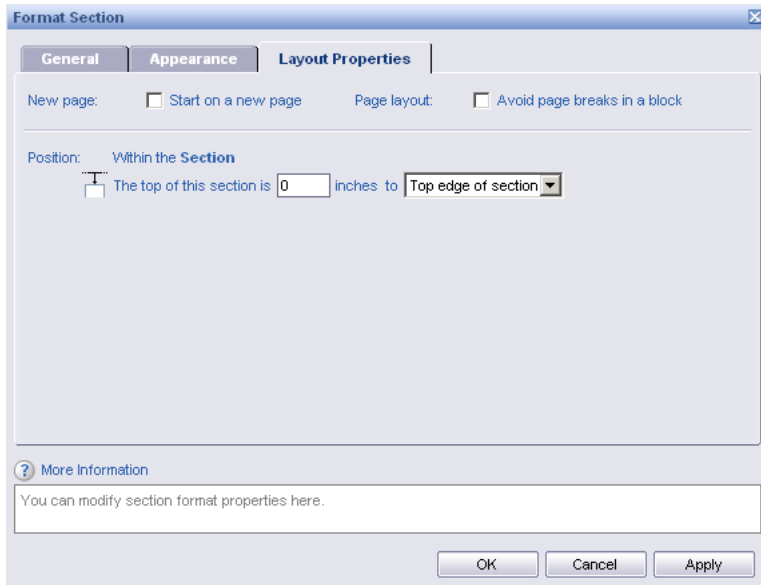 Format Section
General Appearance Layout Properties
New page: Start on a new page Page layout: Avoid page breaks in a block
Position: Within the Section
The top of this section is 0 inches to Top edge of section
? More Information
You can modify section format properties here.
OK Cancel Apply